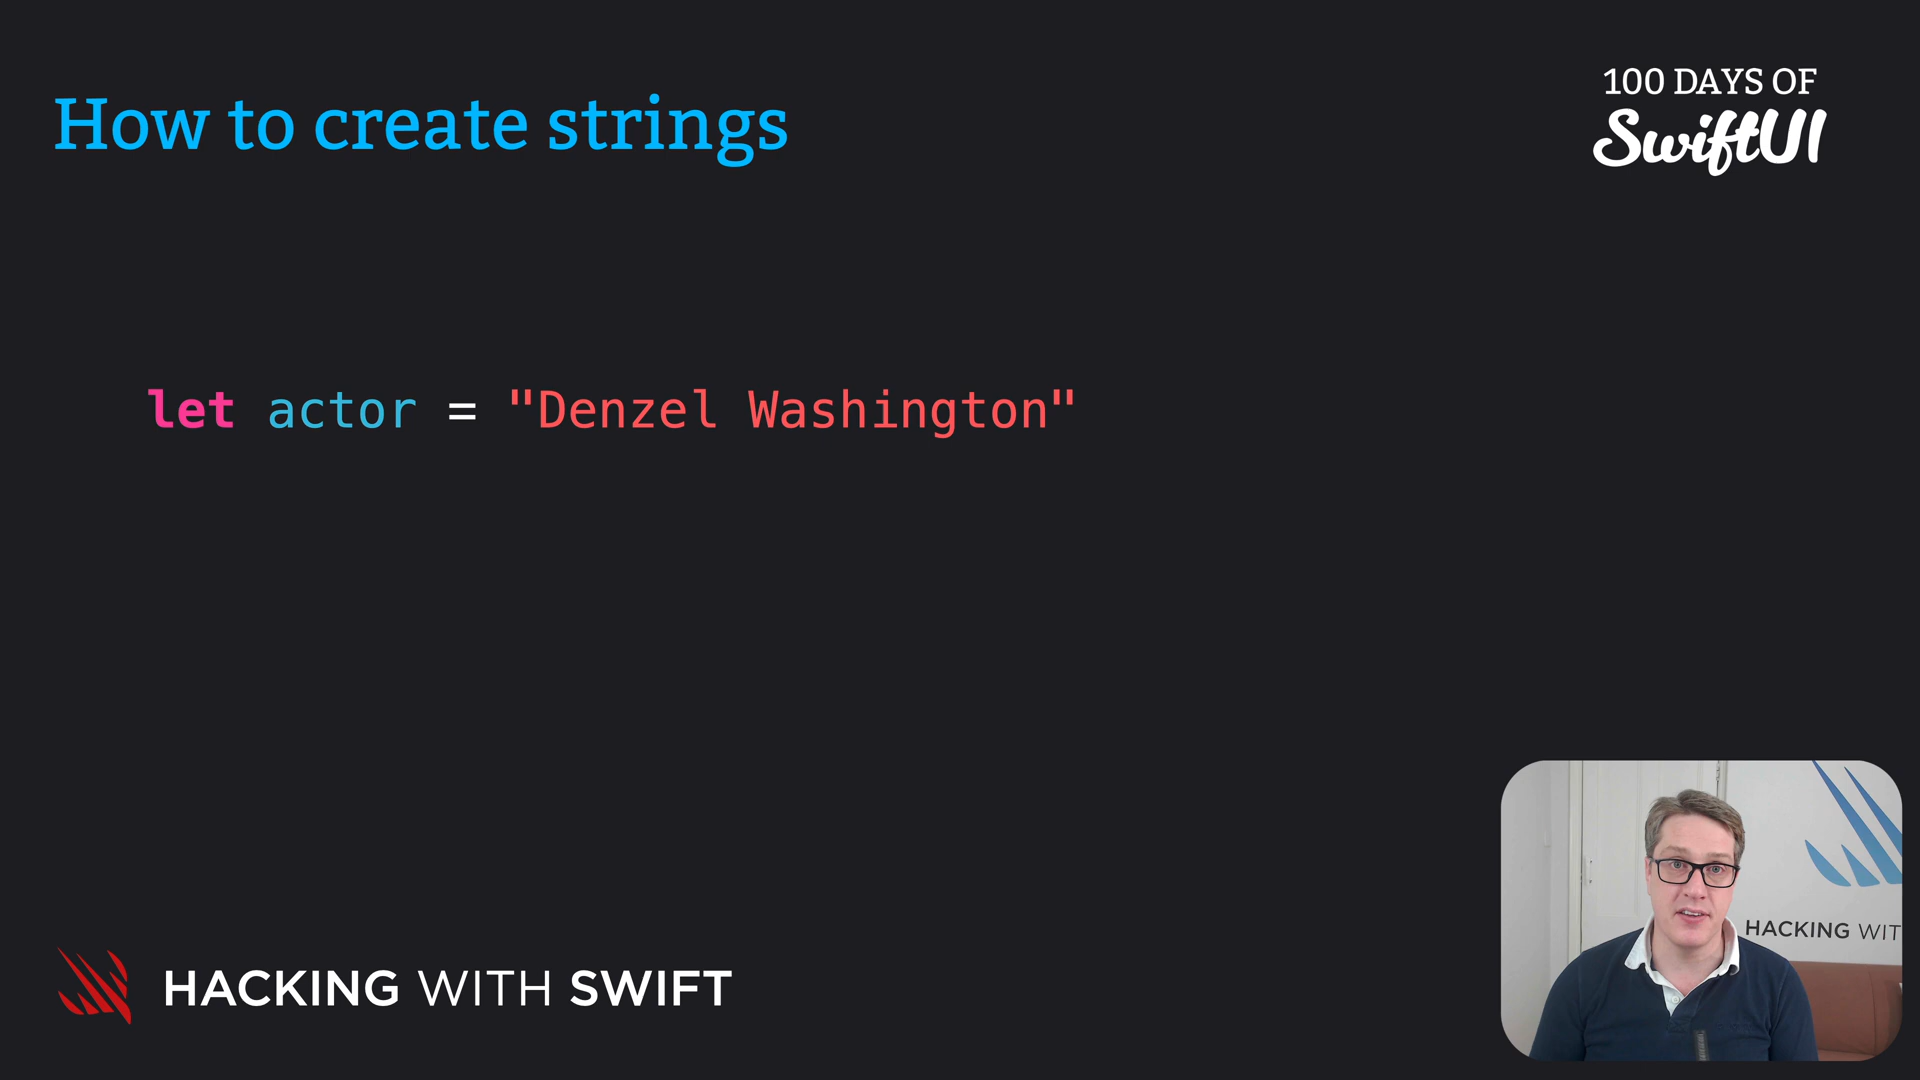 How to create strings
100 DAYS OF
SwiftUI
let actor = "Denzel Washington"
HACKING WIT
HACKING WITH SWIFT